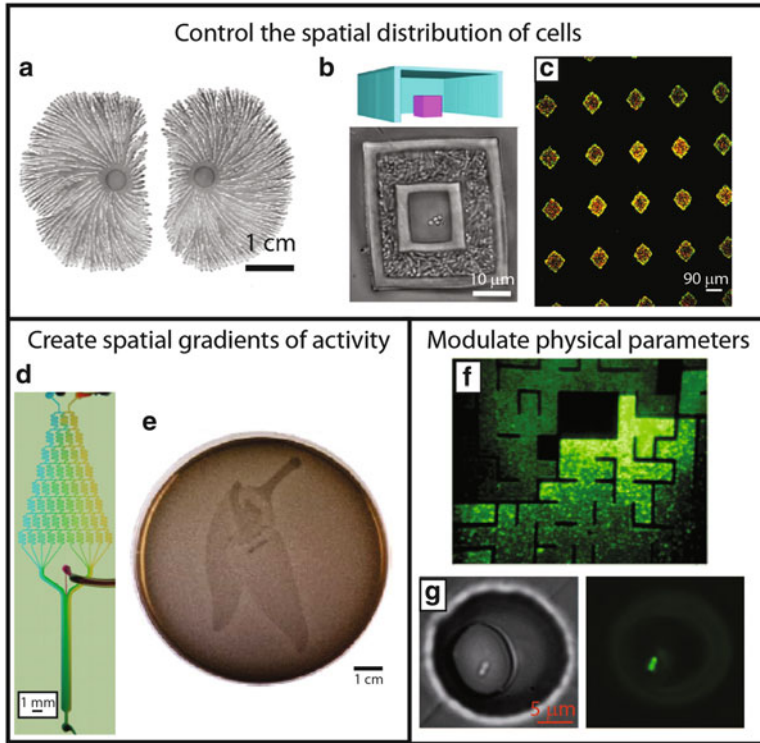 Control the spatial distribution of cells
a
b
c
1 cm
10 μm
90 μm
Create spatial gradients of activity
Modulate physical parameters
d
e
f
1 mm
1 cm
g
5 μm